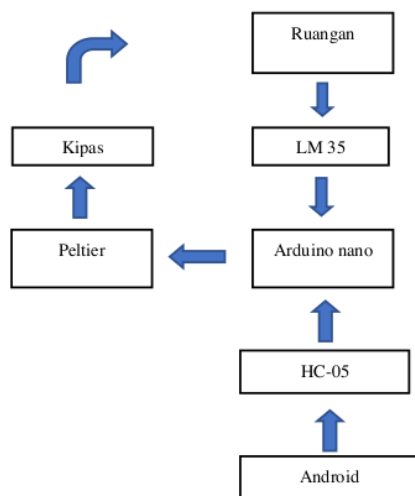 Ruangan
Kipas
LM 35
Peltier
Arduino nano
HC-05
Android